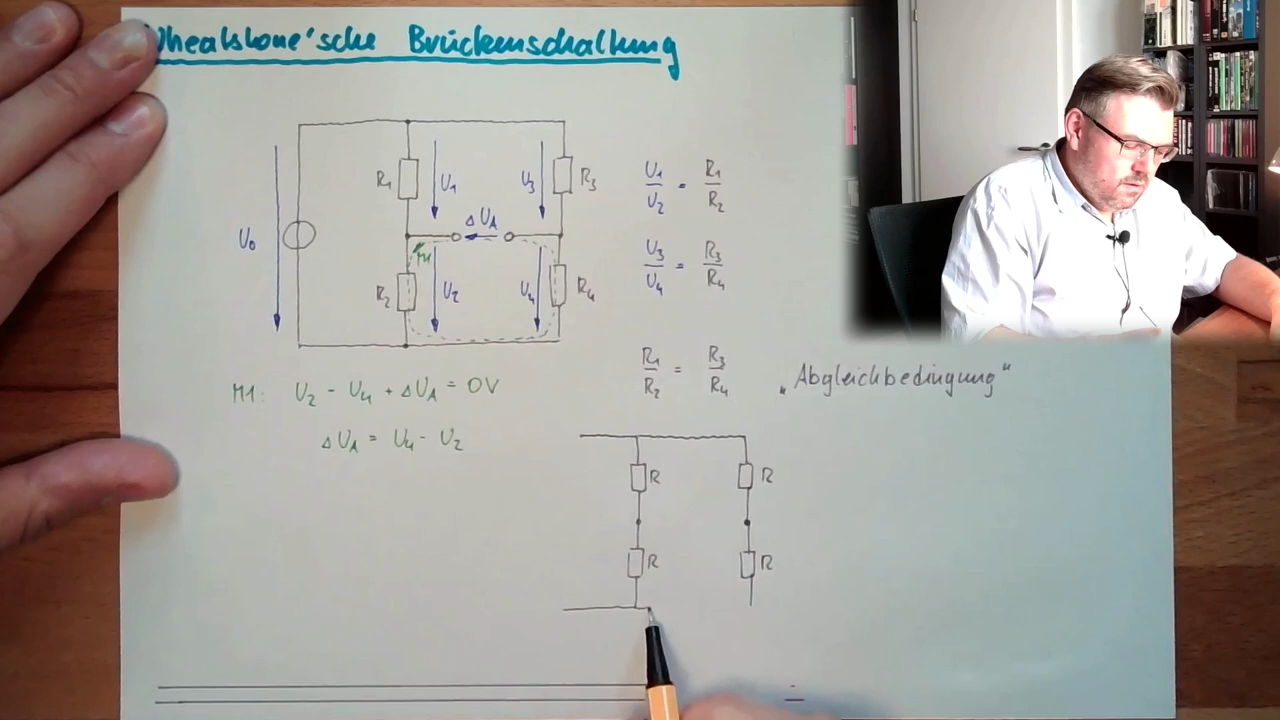 Wheatstone'sche Brückenschaltung
R1 U1 U3 R3
ΔUA
U0
M1
R2 U2 U4 R4
U1/U2 = R1/R2
U3/U4 = R3/R4
R1/R2 = R3/R4 „Abgleichbedingung"
M1: U2 - U4 + ΔUA = 0V
ΔUA = U4 - U2
R R
R R